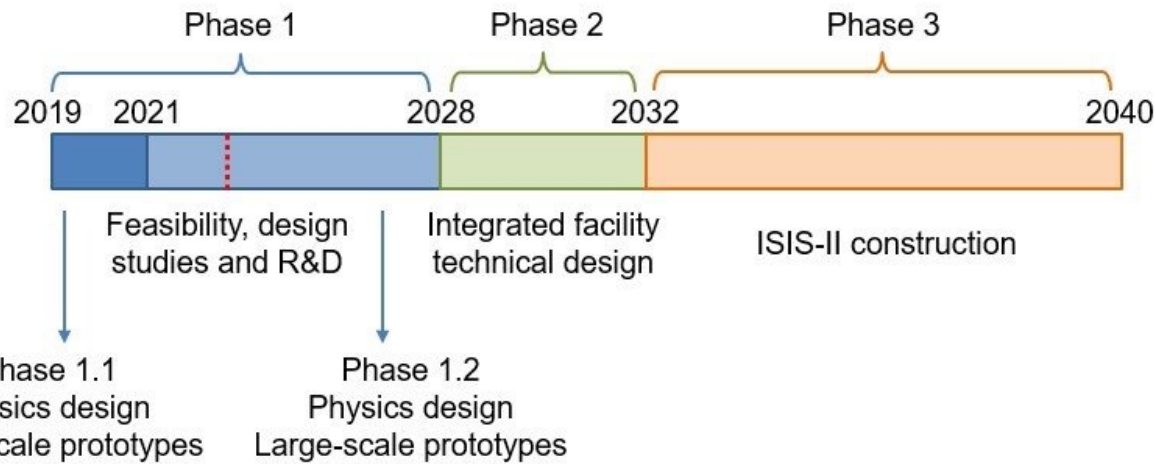 Phase 1 Phase 2 Phase 3
2019 2021 2028 2032 2040
Feasibility, design
studies and R&D
Integrated facility
technical design
ISIS-II construction
hase 1.1
sics design
cale prototypes
Phase 1.2
Physics design
Large-scale prototypes